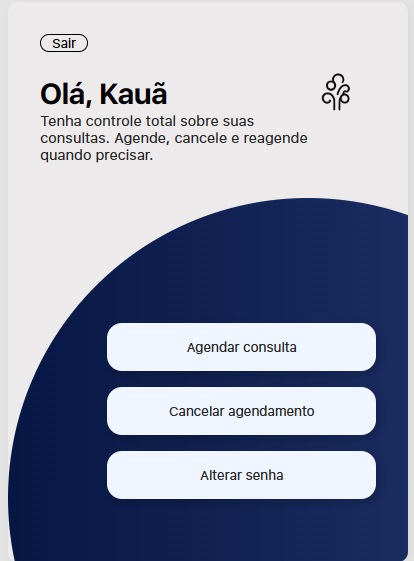 Sair
Olá, Kauã
Tenha controle total sobre suas
consultas. Agende, cancele e reagende
quando precisar.
Agendar consulta
Cancelar agendamento
Alterar senha